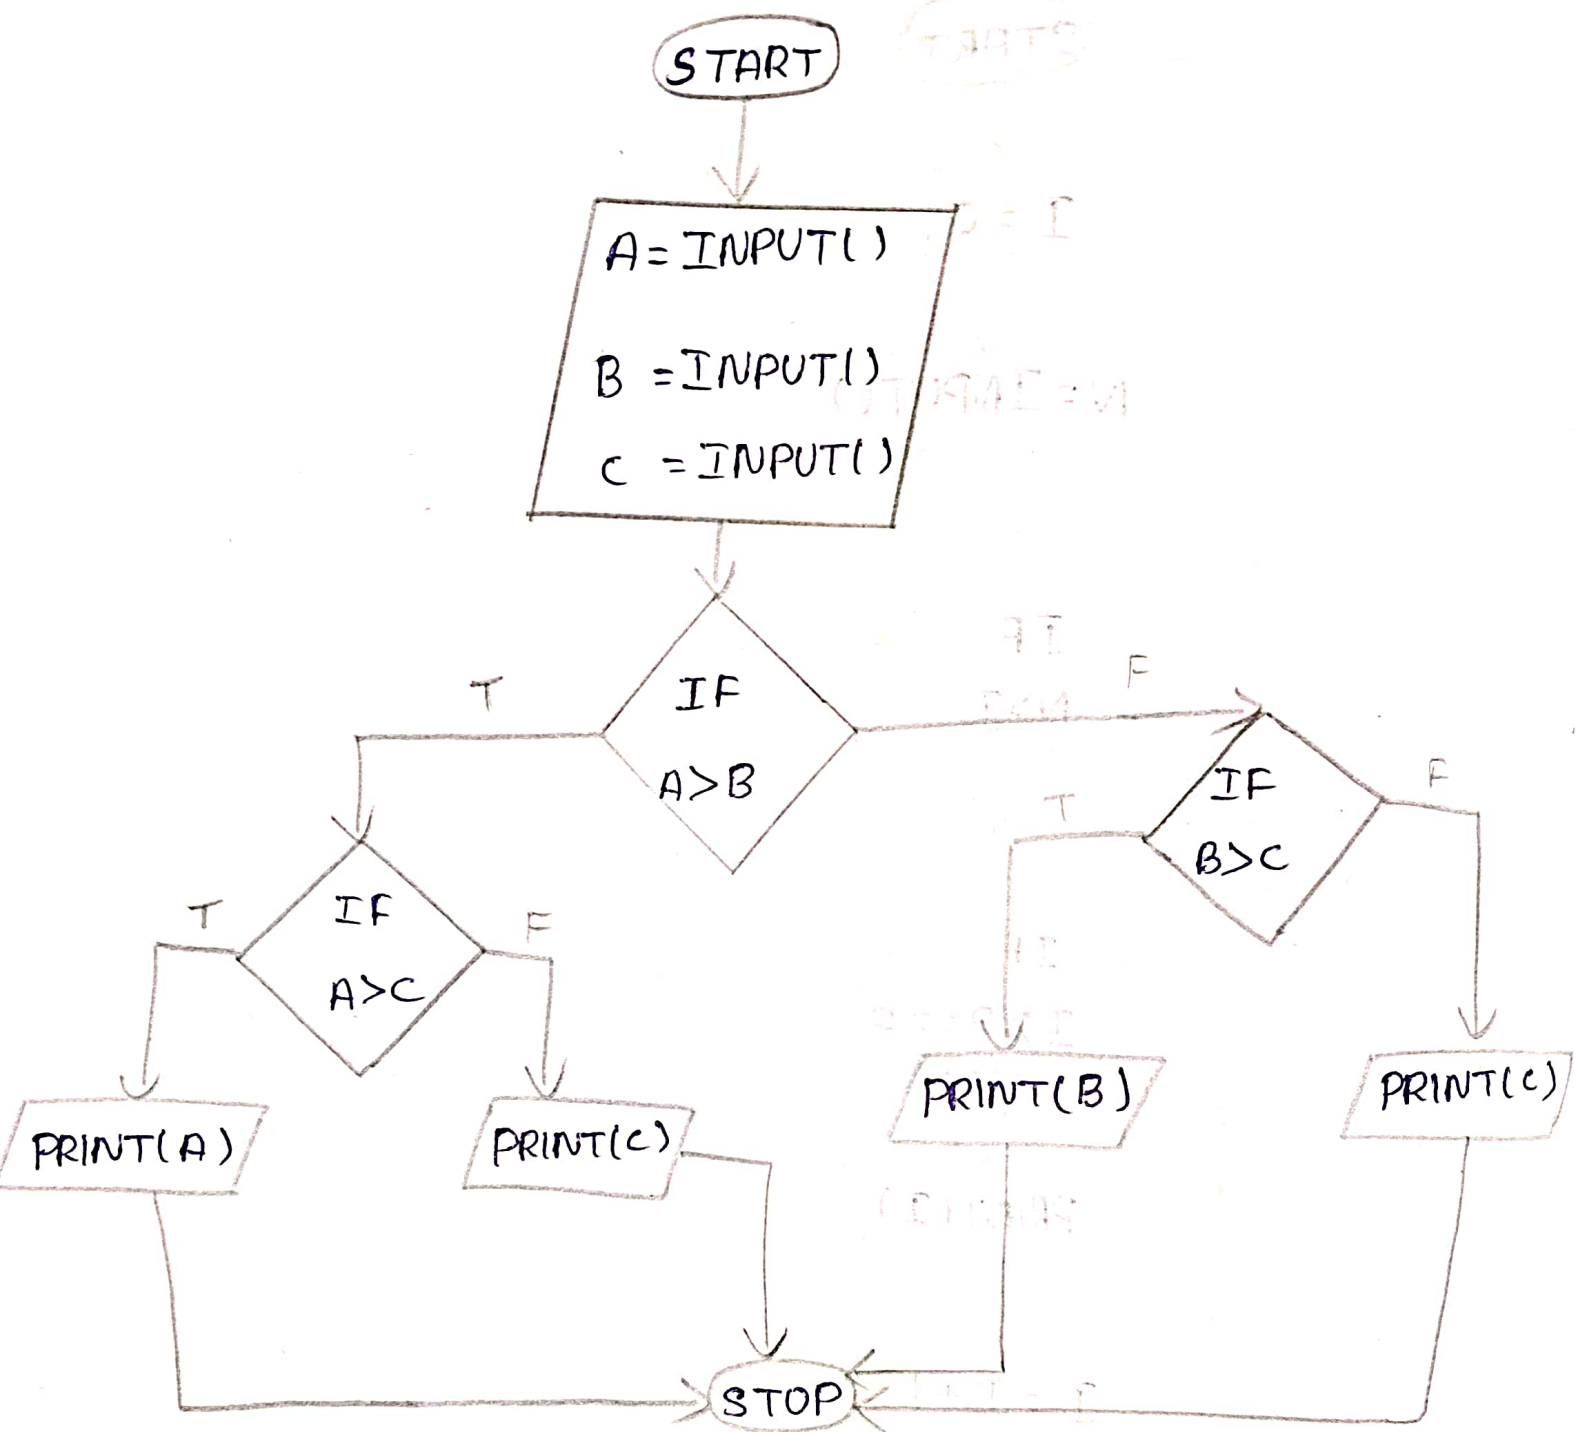 START
A=INPUT()
B =INPUT()
C =INPUT()
IF
A>B
T
F
IF
A>C
T
F
IF
B>C
T
F
PRINT(A)
PRINT(C)
PRINT(B)
PRINT(C)
STOP